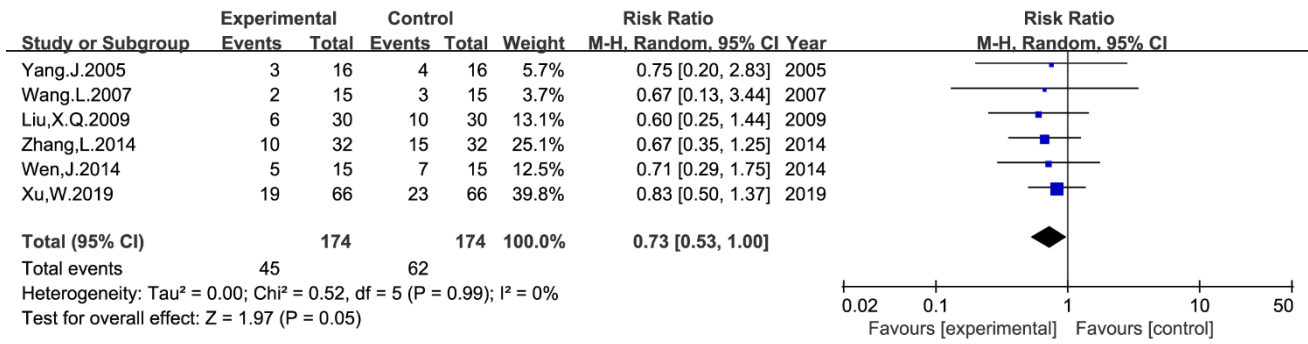 Experimental Control Risk Ratio Risk Ratio
Study or Subgroup Events Total Events Total Weight M-H, Random, 95% CI Year M-H, Random, 95% CI
Yang.J.2005 3 16 4 16 5.7% 0.75 [0.20, 2.83] 2005
Wang.L.2007 2 15 3 15 3.7% 0.67 [0.13, 3.44] 2007
Liu,X.Q.2009 6 30 10 30 13.1% 0.60 [0.25, 1.44] 2009
Zhang,L.2014 10 32 15 32 25.1% 0.67 [0.35, 1.25] 2014
Wen,J.2014 5 15 7 15 12.5% 0.71 [0.29, 1.75] 2014
Xu,W.2019 19 66 23 66 39.8% 0.83 [0.50, 1.37] 2019
Total (95% CI) 174 174 100.0% 0.73 [0.53, 1.00]
Total events 45 62
Heterogeneity: Tau² = 0.00; Chi² = 0.52, df = 5 (P = 0.99); I² = 0%
Test for overall effect: Z = 1.97 (P = 0.05)
0.02 0.1 1 10 50
Favours [experimental] Favours [control]